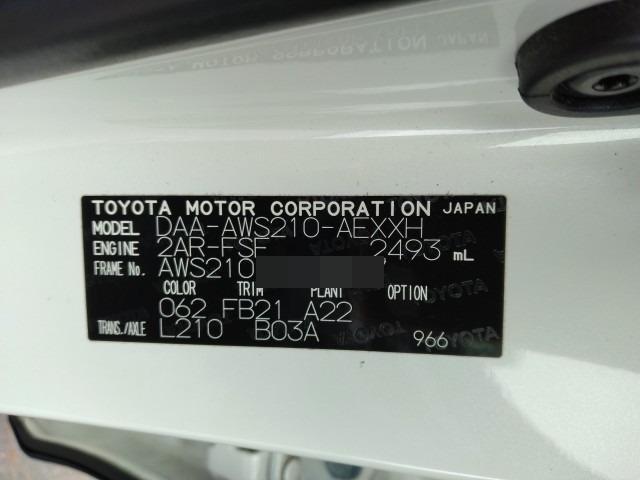 TOYOTA MOTOR CORPORATION JAPAN
MODEL DAA-AWS210-AEXXH
ENGINE 2AR-FSE 2493 mL
FRAME No. AWS210
COLOR TRIM PLANT OPTION
062 FB21 A22
TRANS./AXLE L210 B03A 966